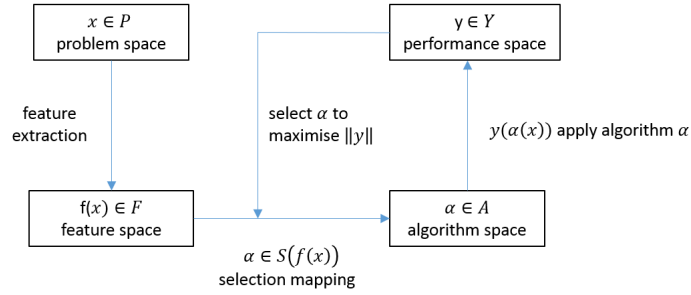 x ∈ P
problem space
y ∈ Y
performance space
feature
extraction
select α to
maximise ‖y‖
y(α(x)) apply algorithm α
f(x) ∈ F
feature space
α ∈ A
algorithm space
α ∈ S(f(x))
selection mapping